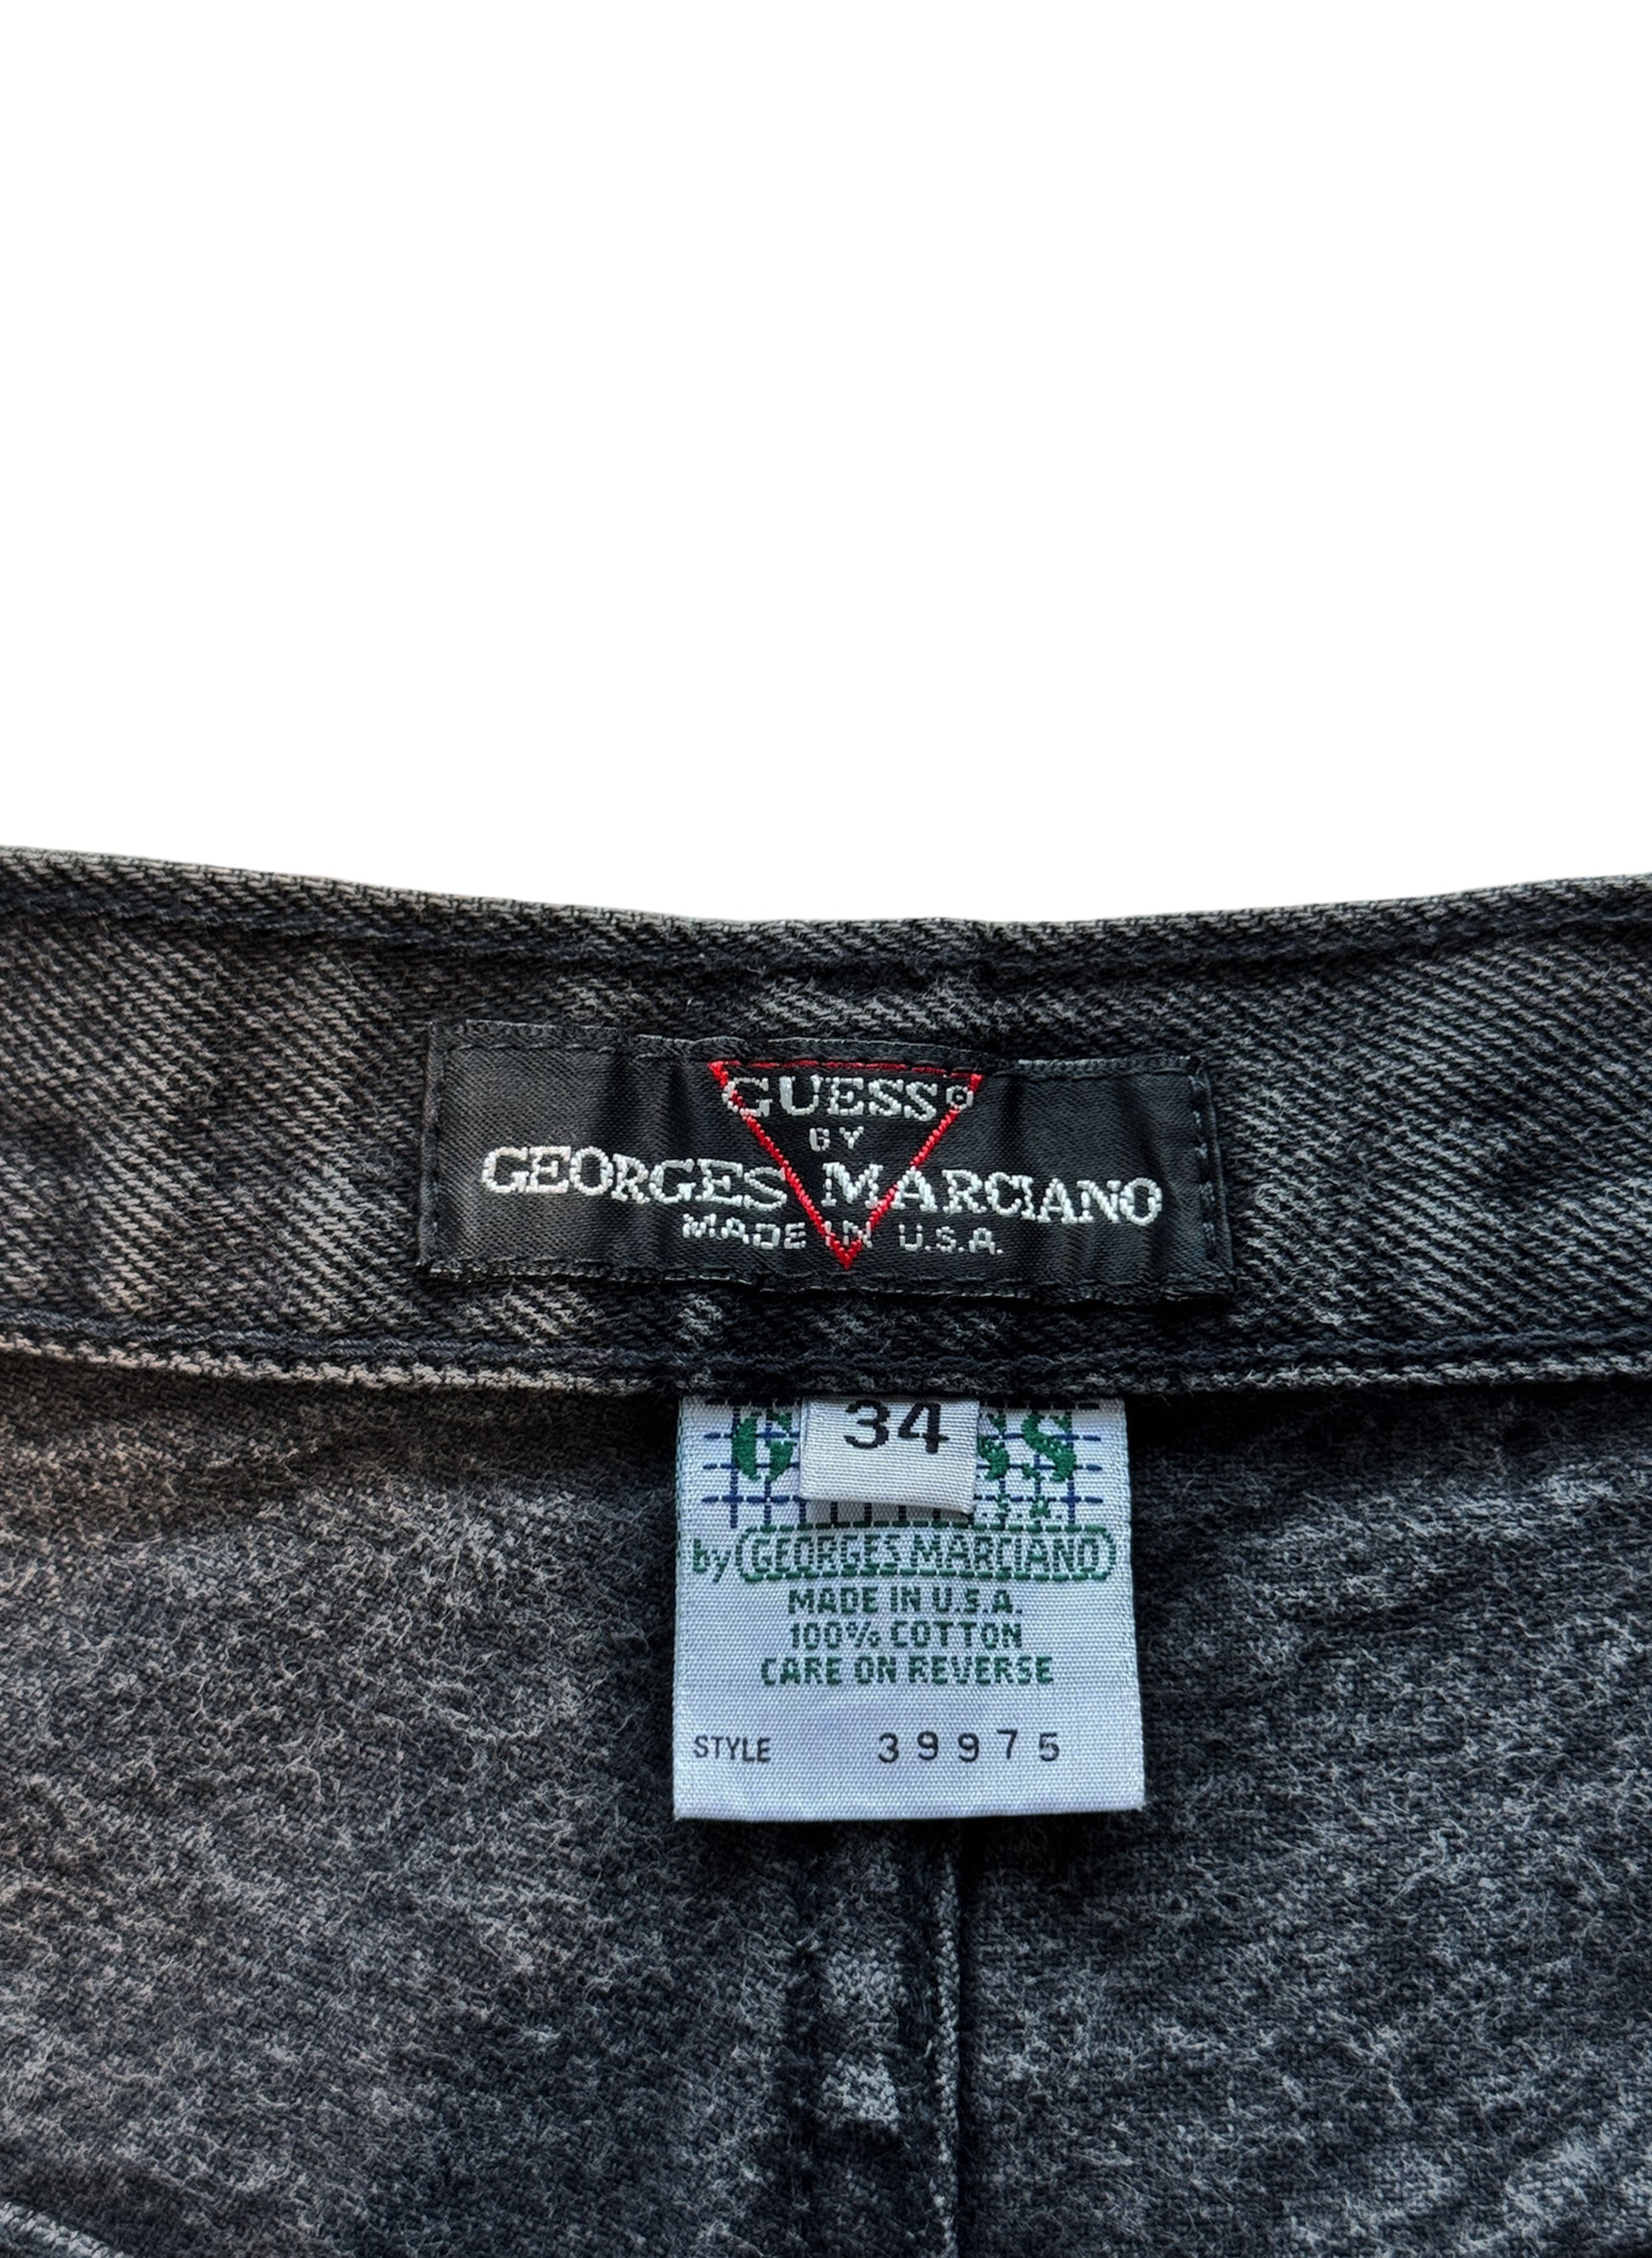 GUESS
BY
GEORGES MARCIANO
MADE IN U.S.A.
34
by GEORGES MARCIANO
MADE IN U.S.A.
100% COTTON
CARE ON REVERSE
STYLE 39975